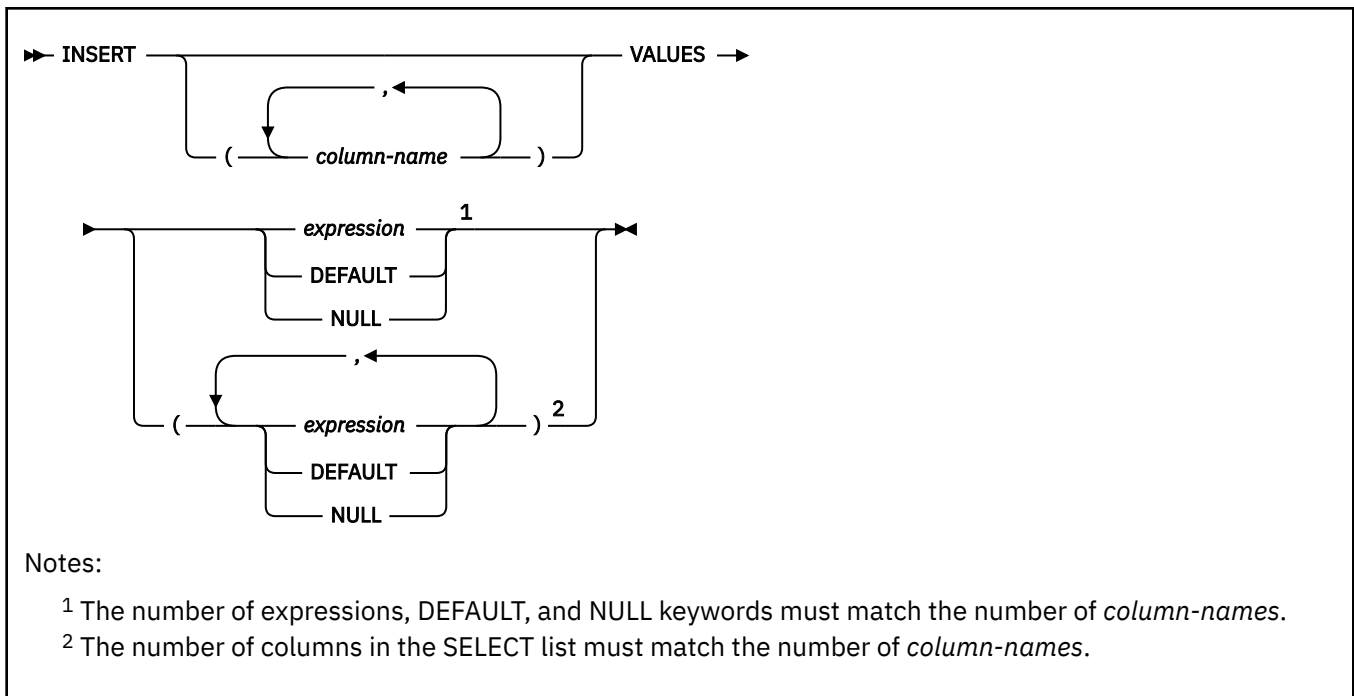 INSERT VALUES
,
( column-name )
expression 1
DEFAULT
NULL
,
( expression ) 2
DEFAULT
NULL
Notes:
1 The number of expressions, DEFAULT, and NULL keywords must match the number of column-names.
2 The number of columns in the SELECT list must match the number of column-names.